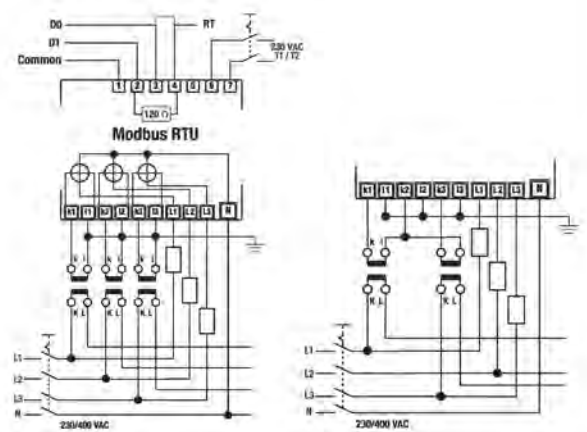 D0
RT
D1
230 VAC
T1 / T2
Common
1 2 3 4 5 6 7
120 Ω
Modbus RTU
k1 l1 k2 l2 k3 l3 L1 L2 L3 N
k l k l k l
K L K L K L
L1
L2
L3
N
230/400 VAC
k1 l1 k2 l2 k3 l3 L1 L2 L3 N
k l k l
K L K L
L1
L2
L3
N
230/400 VAC